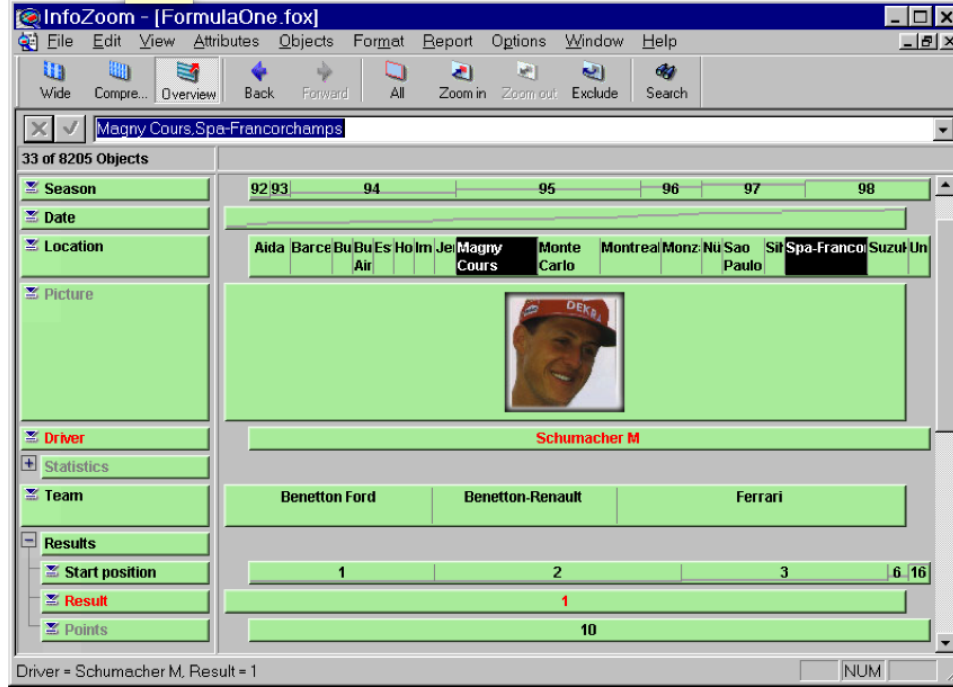 InfoZoom - [FormulaOne.fox]
File Edit View Attributes Objects Format Report Options Window Help
Wide Compre... Overview Back Forward All Zoom in Zoom out Exclude Search
Magny Cours,Spa-Francorchamps
33 of 8205 Objects
Season 92 93 94 95 96 97 98
Date
Location Aida Barce Bu Bu Es Ho Im Je Magny Monte Montreal Monz Nü Sao Sil Spa-Francor Suzuk Un
Air Cours Carlo Paulo
Picture
DEKRA
Driver Schumacher M
Statistics
Team Benetton Ford Benetton-Renault Ferrari
Results
Start position 1 2 3 6 16
Result 1
Points 10
Driver = Schumacher M, Result = 1 NUM